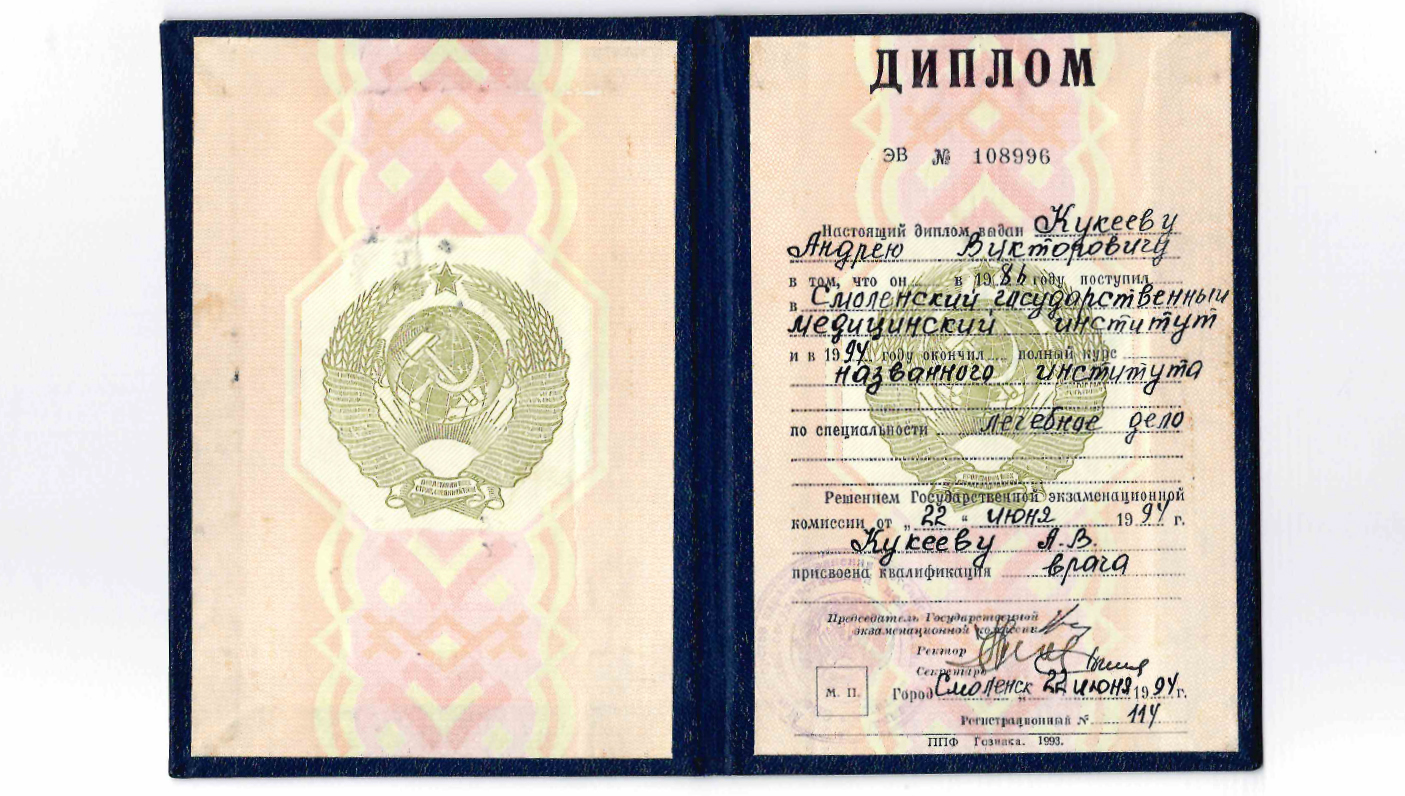 ДИПЛОМ
ЭВ № 108996
Настоящий диплом выдан Кукееву
Андрею Викторовичу
в том, что он в 1986 году поступил
в Смоленский государственный
медицинский институт
и в 1994 году окончил полный курс
названного института
по специальности лечебное дело
Решением Государственной экзаменационной
комиссии от „22“ июня 1994 г.
Кукееву А.В.
присвоена квалификация врача
Председатель Государственной
экзаменационной комиссии
Ректор
Секретарь
М. П.
Город Смоленск 22 июня 1994 г.
Регистрационный № 114
ППФ Гознака. 1993.